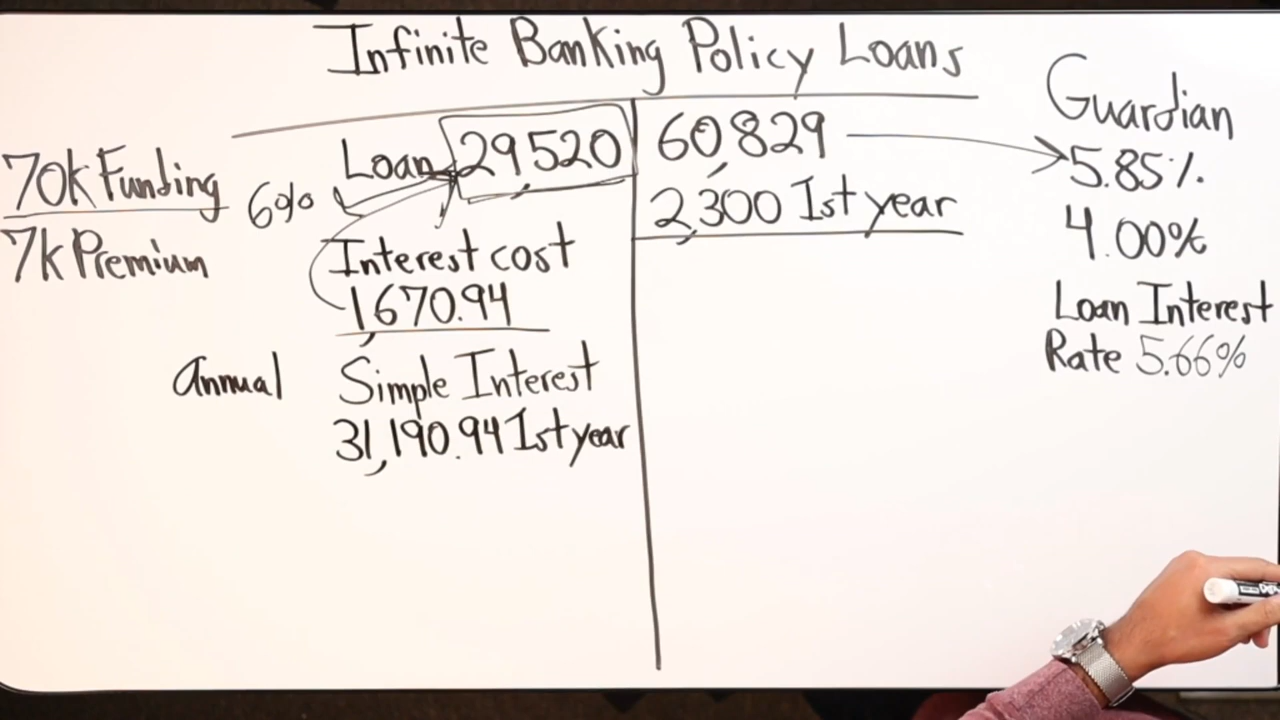 Infinite Banking Policy Loans
70k Funding
7k Premium
6%
Loan 29,520
Interest cost
1,670.94
Annual Simple Interest
31,190.94 1st year
60,829
2,300 1st year
Guardian
5.85%
4.00%
Loan Interest
Rate 5.66%